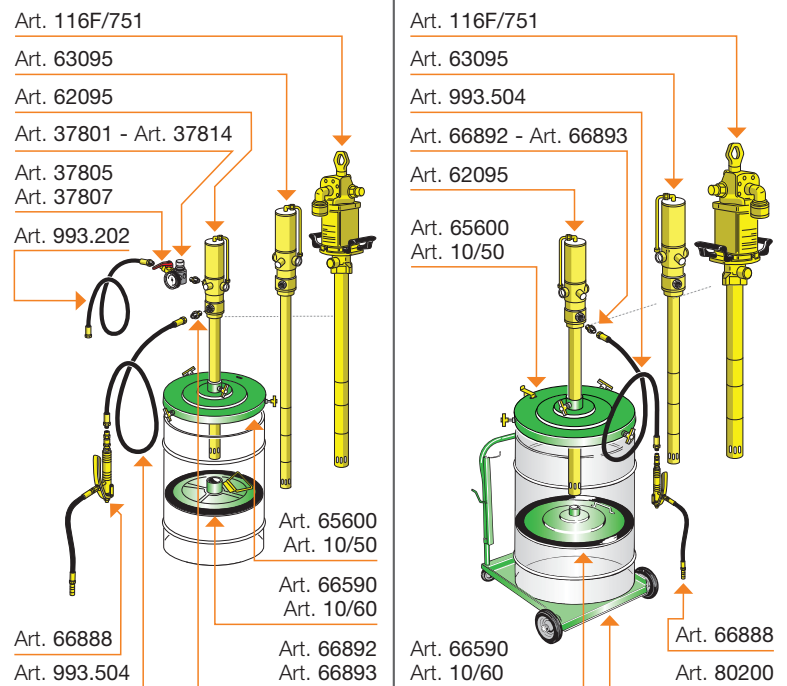 Art. 116F/751
Art. 63095
Art. 62095
Art. 37801 - Art. 37814
Art. 37805
Art. 37807
Art. 993.202
Art. 65600
Art. 10/50
Art. 66590
Art. 10/60
Art. 66888
Art. 993.504
Art. 66892
Art. 66893
Art. 116F/751
Art. 63095
Art. 993.504
Art. 66892 - Art. 66893
Art. 62095
Art. 65600
Art. 10/50
Art. 66590
Art. 10/60
Art. 66888
Art. 80200